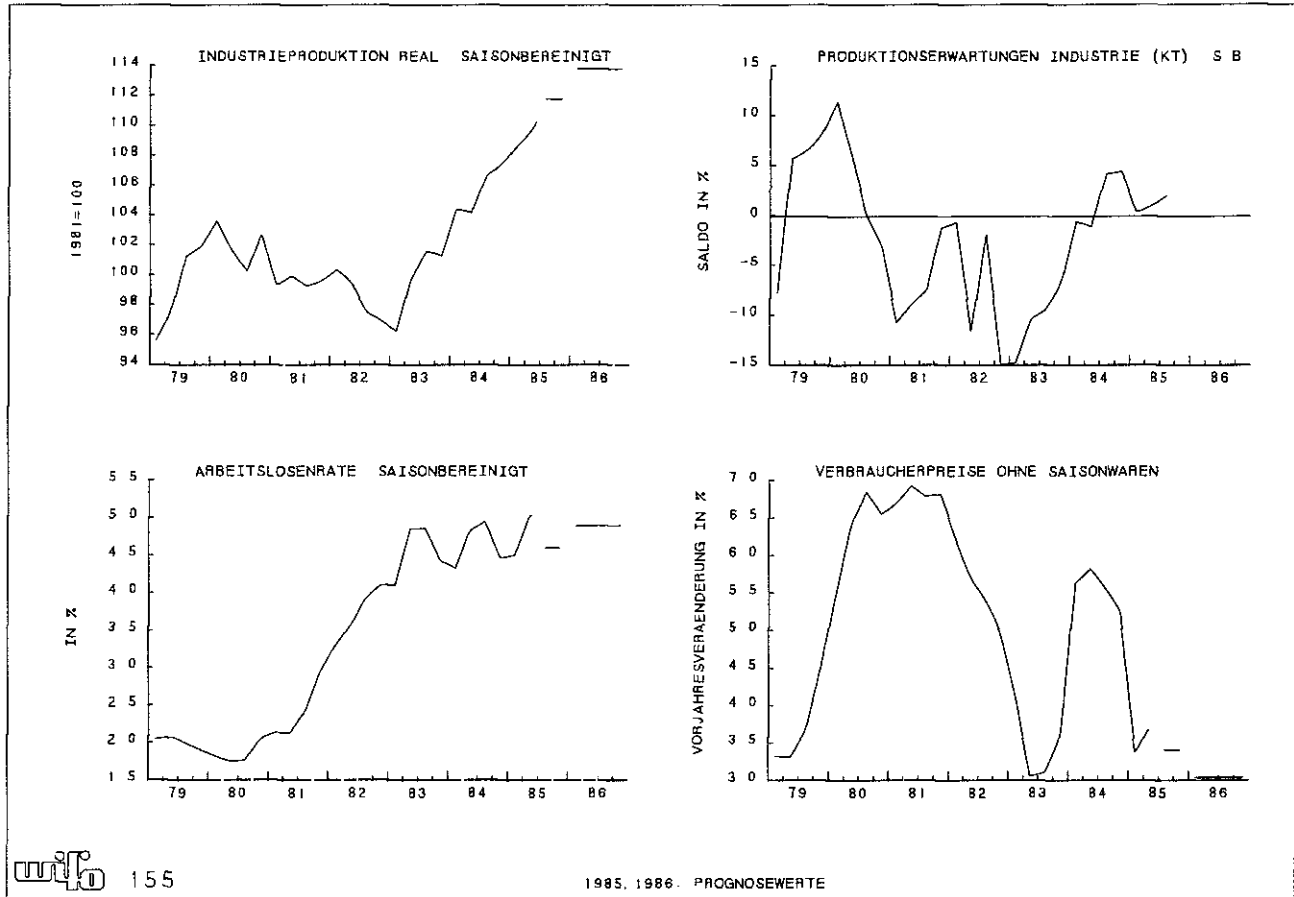 INDUSTRIEPRODUKTION REAL SAISONBEREINIGT
114
112
110
108
106
104
102
100
98
96
94
1981=100
79 80 81 82 83 84 85 86
PRODUKTIONSERWARTUNGEN INDUSTRIE (KT) S B
15
10
5
0
-5
-10
-15
SALDO IN %
79 80 81 82 83 84 85 86
ARBEITSLOSENRATE SAISONBEREINIGT
5 5
5 0
4 5
4 0
3 5
3 0
2 5
2 0
1 5
IN %
79 80 81 82 83 84 85 86
VERBRAUCHERPREISE OHNE SAISONWAREN
7 0
6 5
6 0
5 5
5 0
4 5
4 0
3 5
3 0
VORJAHRESVERAENDERUNG IN %
79 80 81 82 83 84 85 86
wifo 155
1985, 1986. PROGNOSEWERTE